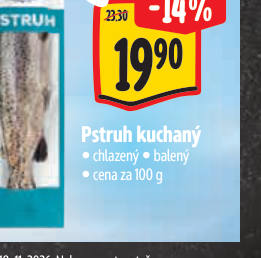 STRUH
23.30
-14%
19.90
Pstruh kuchaný
• chlazený • balený
• cena za 100 g